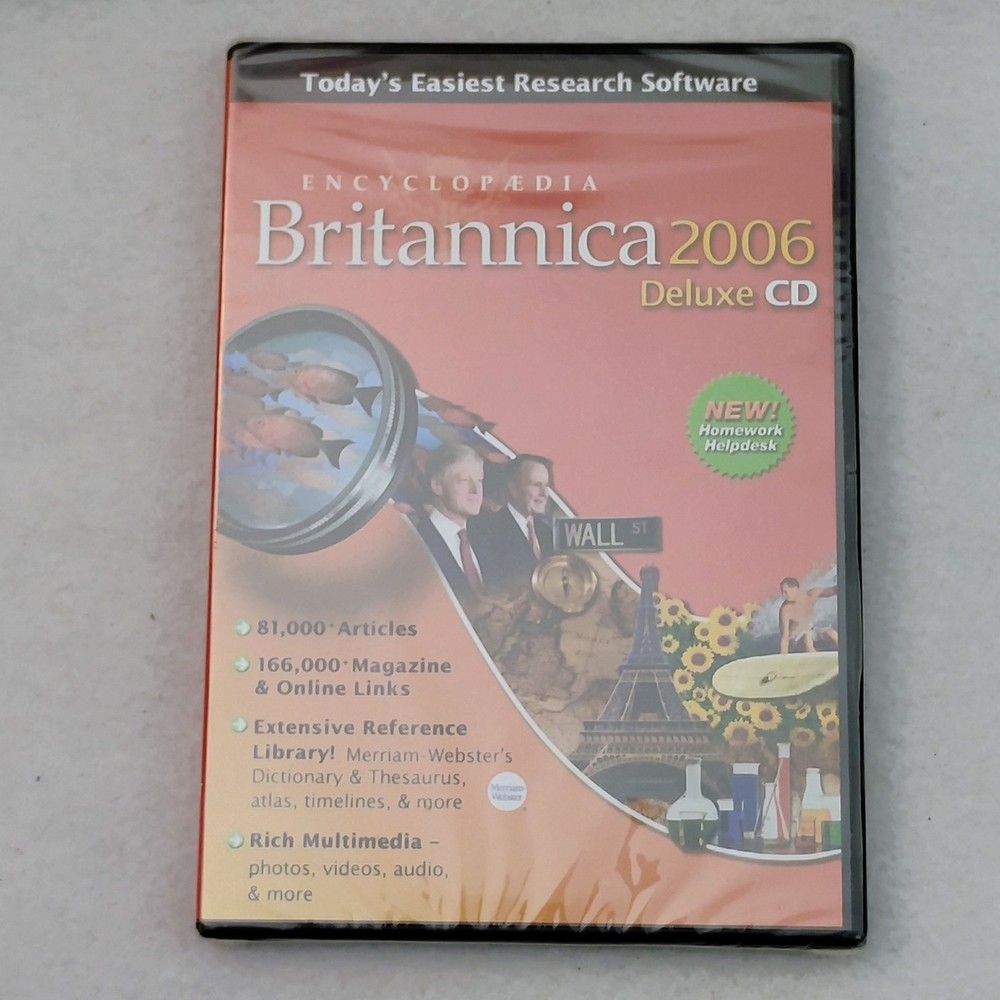 Today's Easiest Research Software
ENCYCLOPÆDIA
Britannica 2006
Deluxe CD
NEW!
Homework
Helpdesk
WALL ST
81,000+ Articles
166,000+ Magazine
& Online Links
Extensive Reference
Library! Merriam-Webster's
Dictionary & Thesaurus,
atlas, timelines, & more
Merriam-
Webster
Rich Multimedia –
photos, videos, audio,
& more